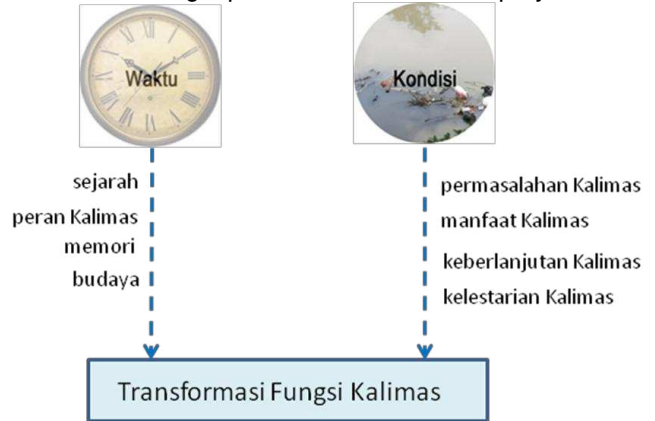 Waktu
Kondisi
sejarah
peran Kalimas
memori
budaya
permasalahan Kalimas
manfaat Kalimas
keberlanjutan Kalimas
kelestarian Kalimas
Transformasi Fungsi Kalimas